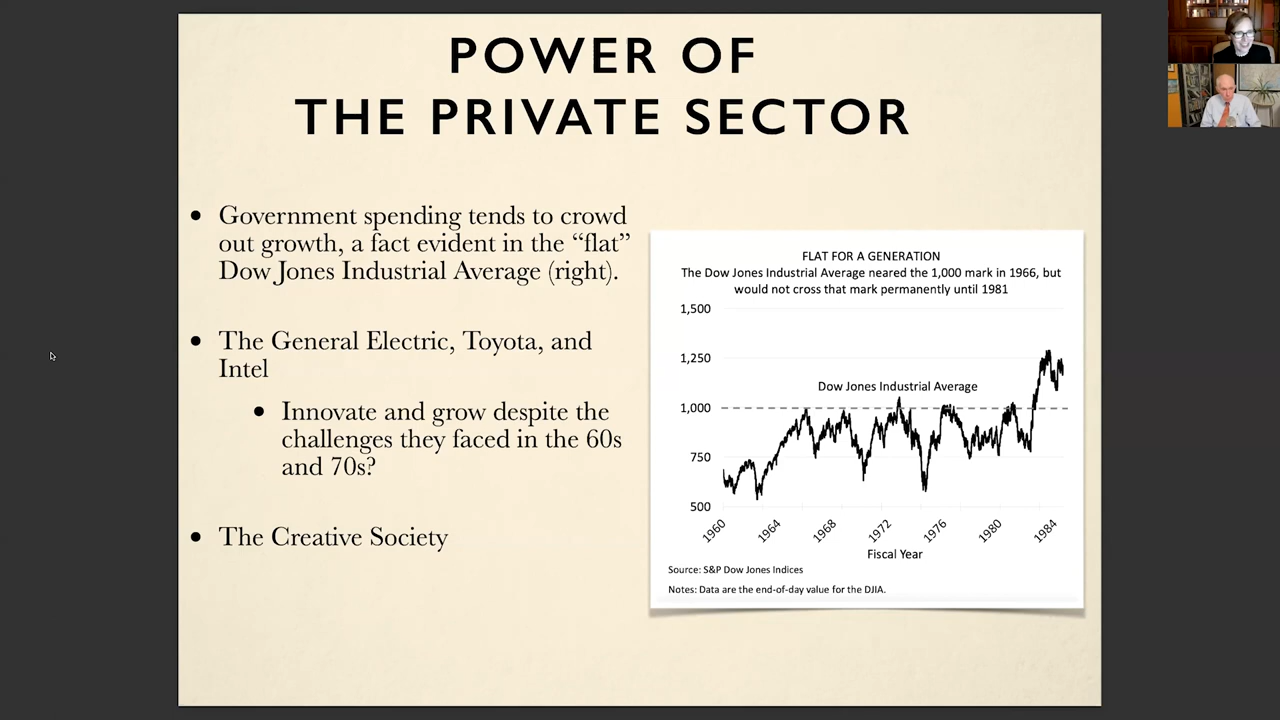 POWER OF
THE PRIVATE SECTOR
• Government spending tends to crowd
out growth, a fact evident in the “flat”
Dow Jones Industrial Average (right).
• The General Electric, Toyota, and
Intel
• Innovate and grow despite the
challenges they faced in the 60s
and 70s?
• The Creative Society
FLAT FOR A GENERATION
The Dow Jones Industrial Average neared the 1,000 mark in 1966, but
would not cross that mark permanently until 1981
1,500
1,250
Dow Jones Industrial Average
1,000
750
500
1960 1964 1968 1972 1976 1980 1984
Fiscal Year
Source: S&P Dow Jones Indices
Notes: Data are the end-of-day value for the DJIA.